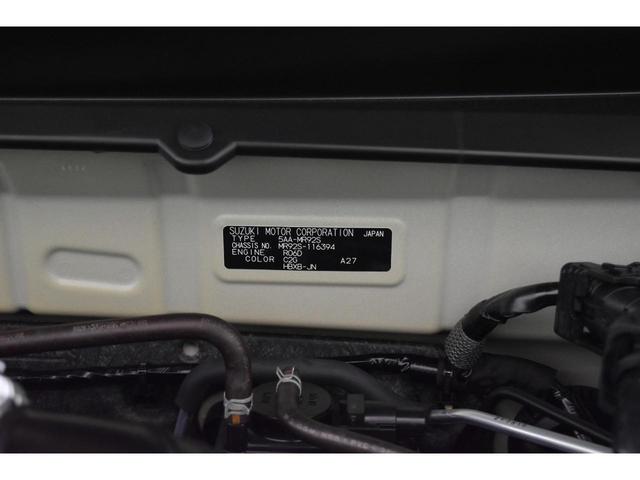 SUZUKI MOTOR CORPORATION JAPAN
TYPE 5AA-MR92S
CHASSIS NO. MR92S-116394
ENGINE R06D
COLOR C2G A27
HBXB-JN